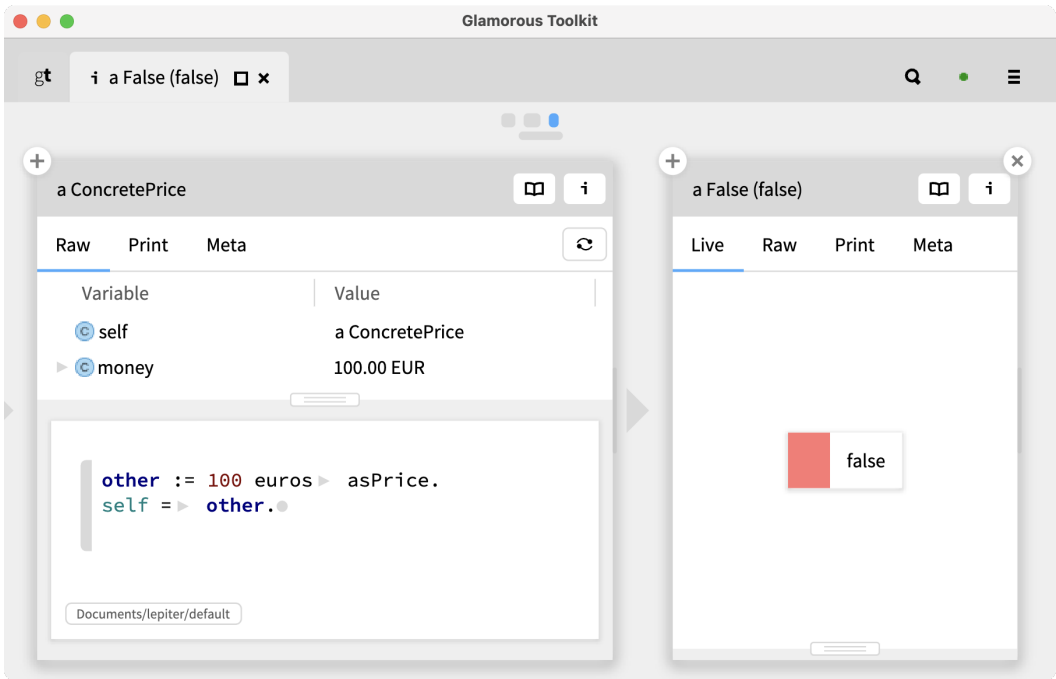 Glamorous Toolkit
gt
i a False (false)
a ConcretePrice
i
Raw Print Meta
Variable Value
self a ConcretePrice
money 100.00 EUR
other := 100 euros asPrice.
self = other.
Documents/lepiter/default
a False (false)
i
Live Raw Print Meta
false